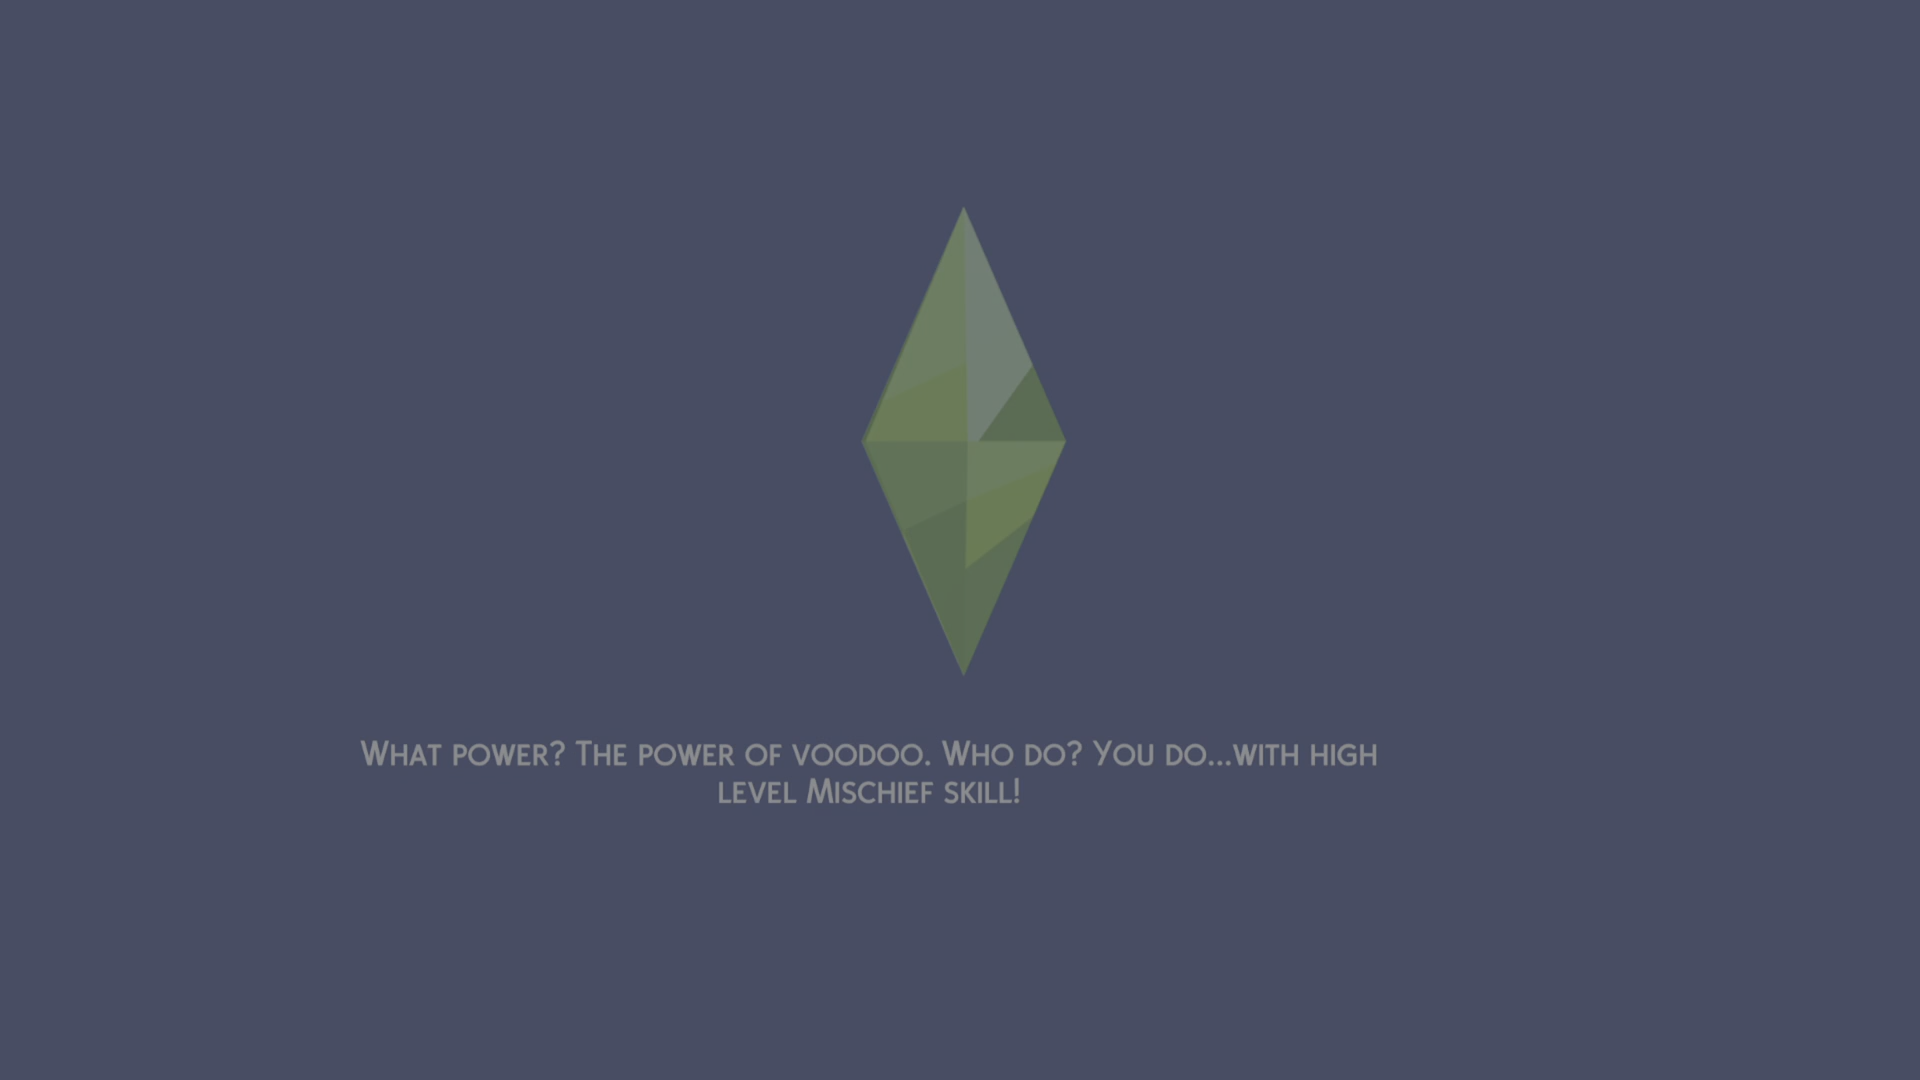 What power? The power of voodoo. Who do? You do...with high
level Mischief skill!